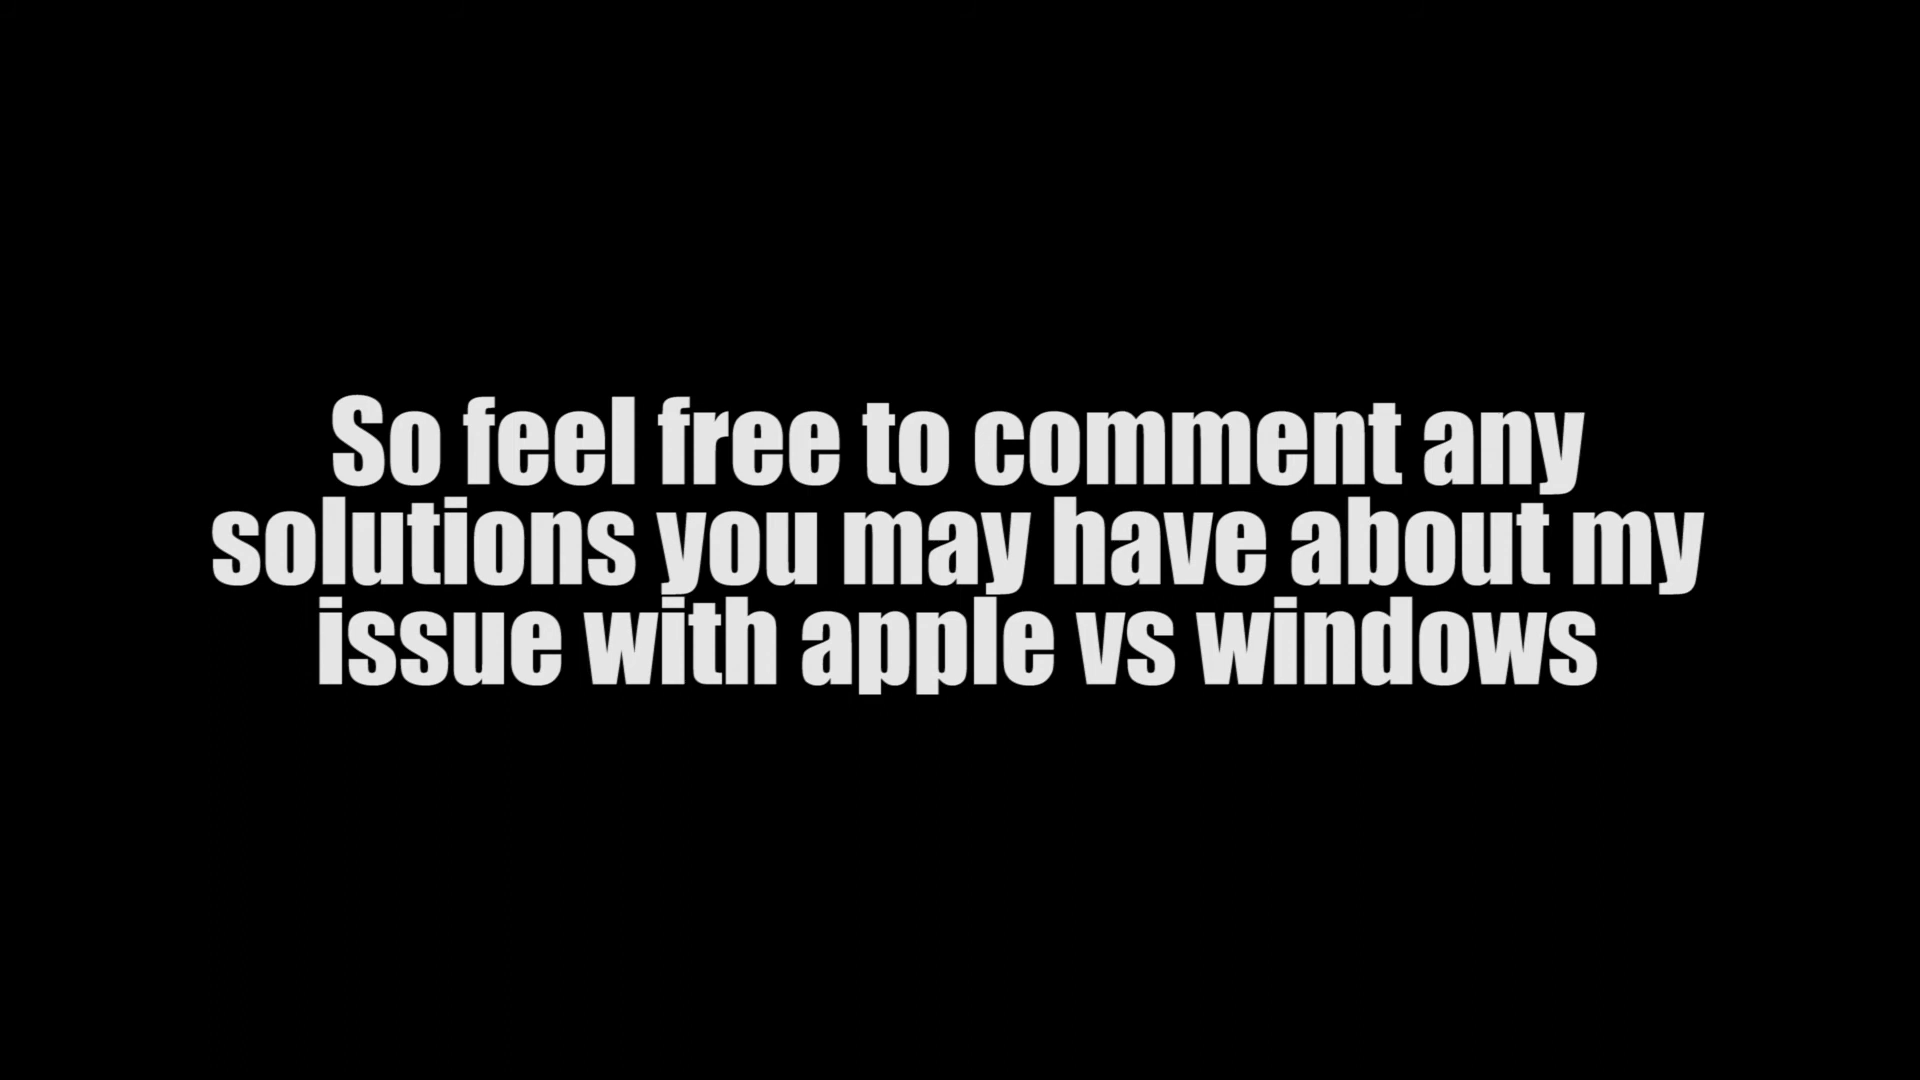 So feel free to comment any
solutions you may have about my
issue with apple vs windows